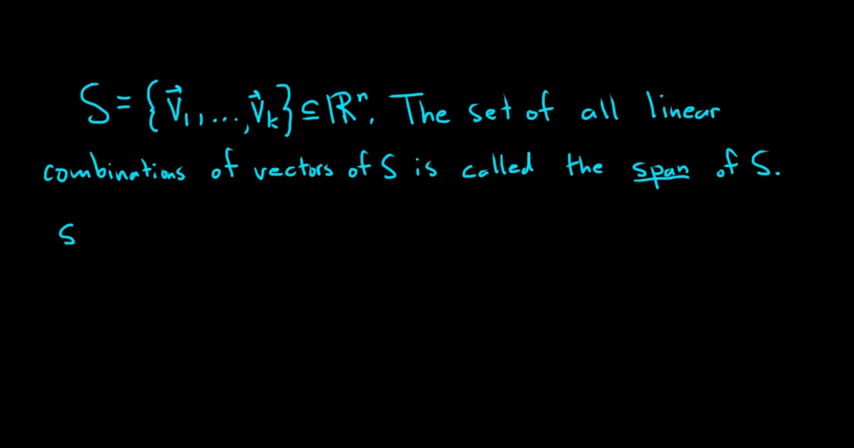 S = {v⃗₁, ..., v⃗ₖ} ⊆ ℝⁿ. The set of all linear
combinations of vectors of S is called the span of S.
S